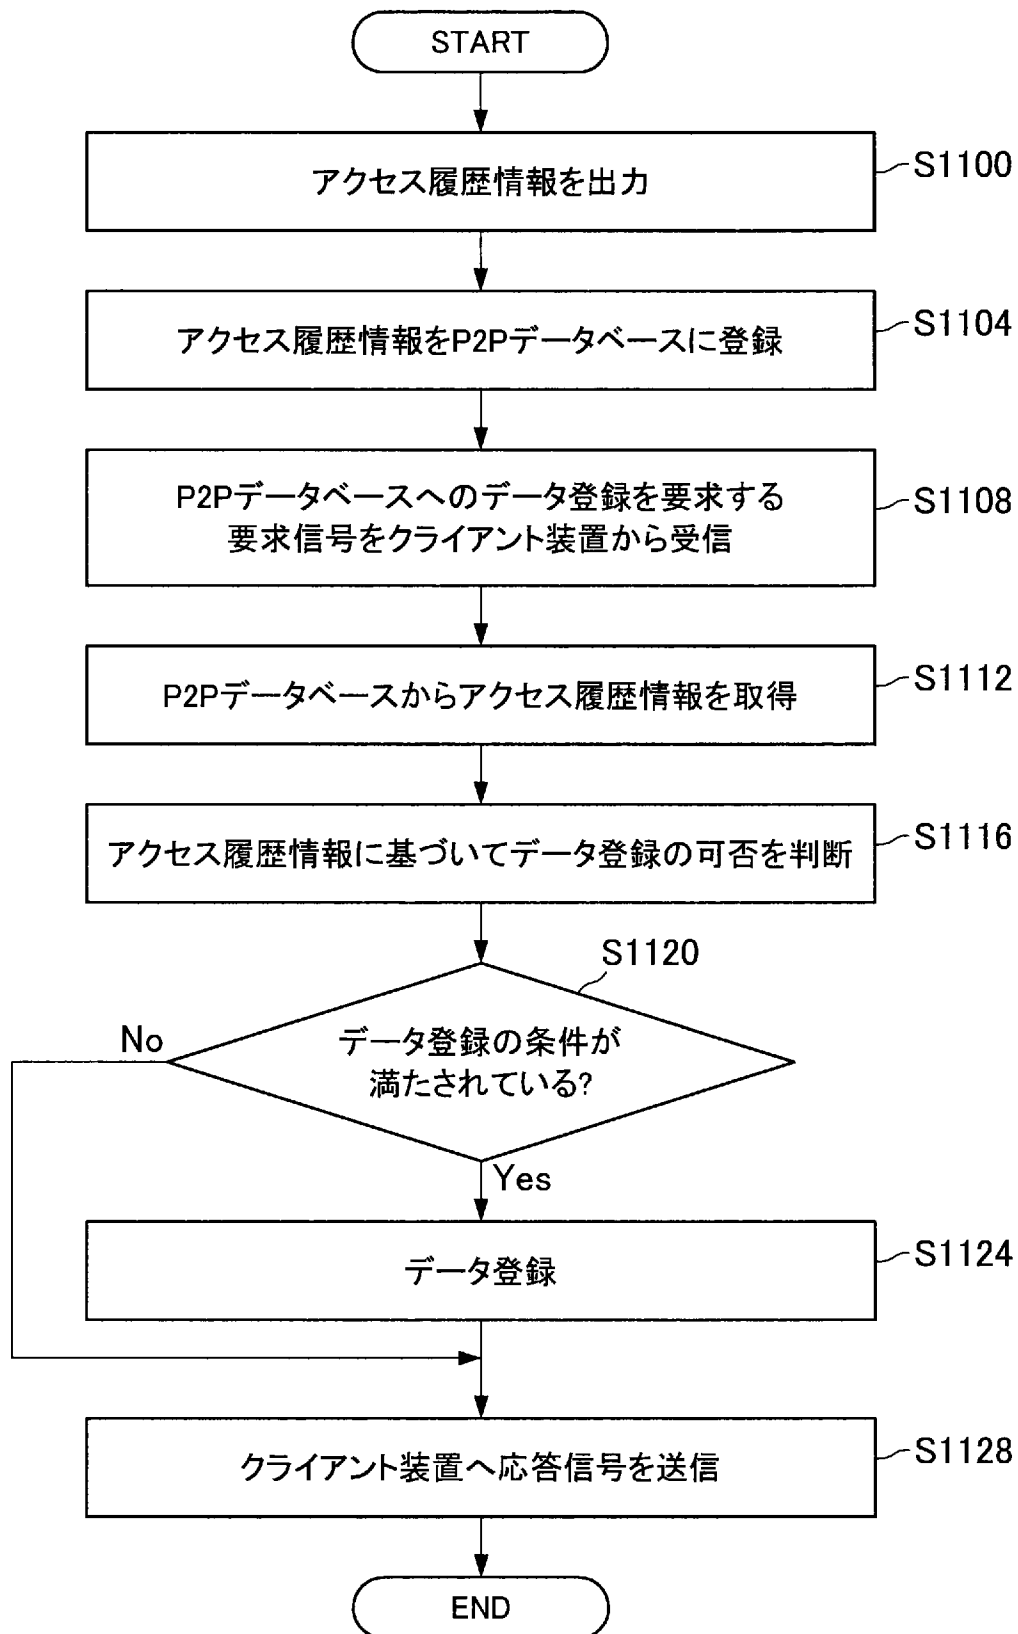 START
アクセス履歴情報を出力
S1100
アクセス履歴情報をP2Pデータベースに登録
S1104
P2Pデータベースへのデータ登録を要求する
要求信号をクライアント装置から受信
S1108
P2Pデータベースからアクセス履歴情報を取得
S1112
アクセス履歴情報に基づいてデータ登録の可否を判断
S1116
S1120
データ登録の条件が
満たされている?
No
Yes
データ登録
S1124
クライアント装置へ応答信号を送信
S1128
END